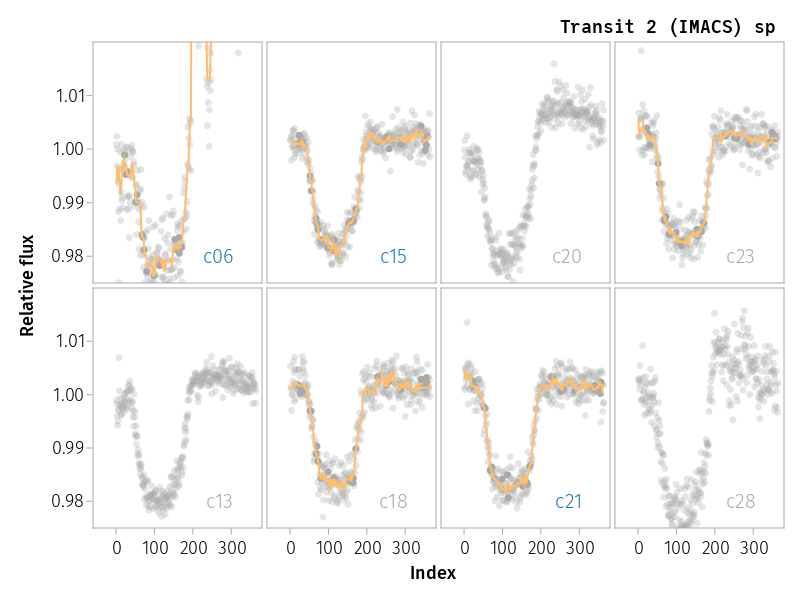 Transit 2 (IMACS) sp
1.01
1.00
0.99
0.98
c06
c15
c20
c23
Relative flux
1.01
1.00
0.99
0.98
c13
c18
c21
c28
0 100 200 300 0 100 200 300 0 100 200 300 0 100 200 300
Index